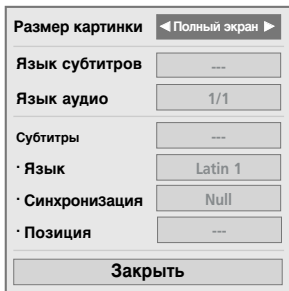 Размер картинки ◄ Полный экран ►
Язык субтитров ---
Язык аудио 1/1
Субтитры ---
· Язык Latin 1
· Синхронизация Null
· Позиция ---
Закрыть